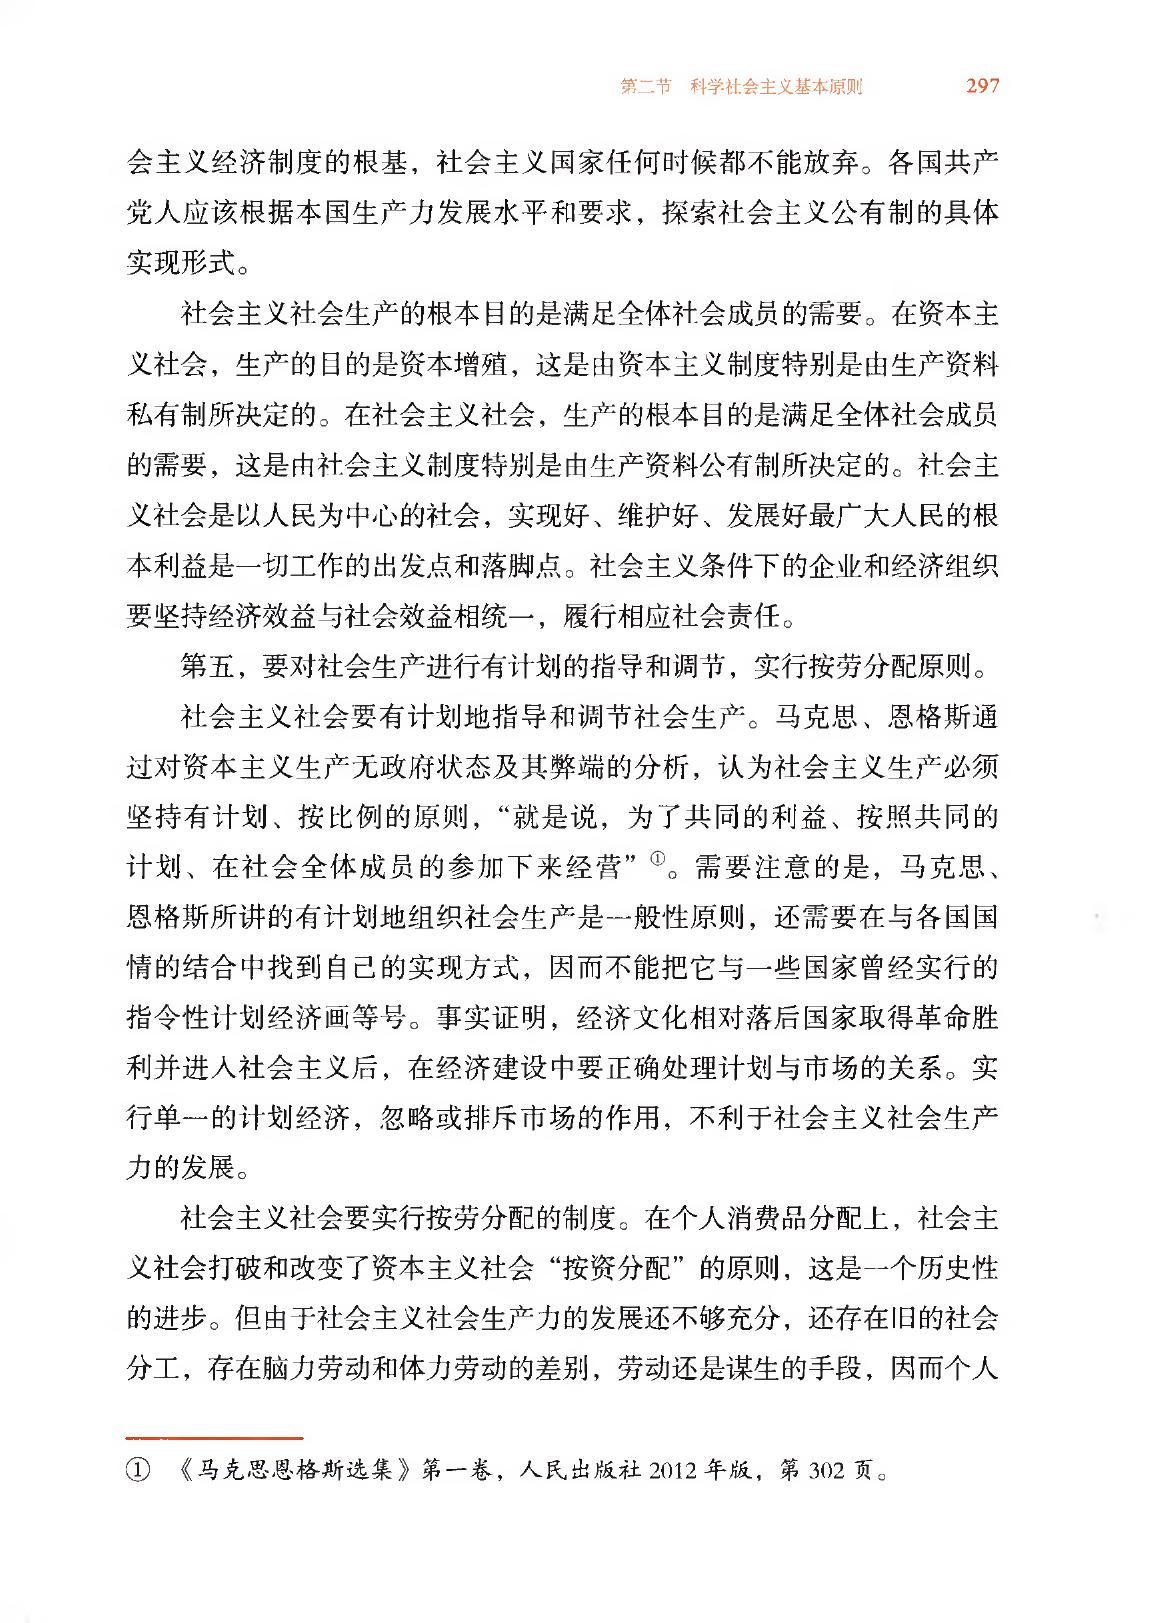 第二节 科学社会主义基本原则 297
会主义经济制度的根基，社会主义国家任何时候都不能放弃。各国共产
党人应该根据本国生产力发展水平和要求，探索社会主义公有制的具体
实现形式。
社会主义社会生产的根本目的是满足全体社会成员的需要。在资本主
义社会，生产的目的是资本增殖，这是由资本主义制度特别是由生产资料
私有制所决定的。在社会主义社会，生产的根本目的是满足全体社会成员
的需要，这是由社会主义制度特别是由生产资料公有制所决定的。社会主
义社会是以人民为中心的社会，实现好、维护好、发展好最广大人民的根
本利益是一切工作的出发点和落脚点。社会主义条件下的企业和经济组织
要坚持经济效益与社会效益相统一，履行相应社会责任。
第五，要对社会生产进行有计划的指导和调节，实行按劳分配原则。
社会主义社会要有计划地指导和调节社会生产。马克思、恩格斯通
过对资本主义生产无政府状态及其弊端的分析，认为社会主义生产必须
坚持有计划、按比例的原则，“就是说，为了共同的利益、按照共同的
计划、在社会全体成员的参加下来经营”①。需要注意的是，马克思、
恩格斯所讲的有计划地组织社会生产是一般性原则，还需要在与各国国
情的结合中找到自己的实现方式，因而不能把它与一些国家曾经实行的
指令性计划经济画等号。事实证明，经济文化相对落后国家取得革命胜
利并进入社会主义后，在经济建设中要正确处理计划与市场的关系。实
行单一的计划经济，忽略或排斥市场的作用，不利于社会主义社会生产
力的发展。
社会主义社会要实行按劳分配的制度。在个人消费品分配上，社会主
义社会打破和改变了资本主义社会“按资分配”的原则，这是一个历史性
的进步。但由于社会主义社会生产力的发展还不够充分，还存在旧的社会
分工，存在脑力劳动和体力劳动的差别，劳动还是谋生的手段，因而个人
① 《马克思恩格斯选集》第一卷，人民出版社 2012 年版，第 302 页。